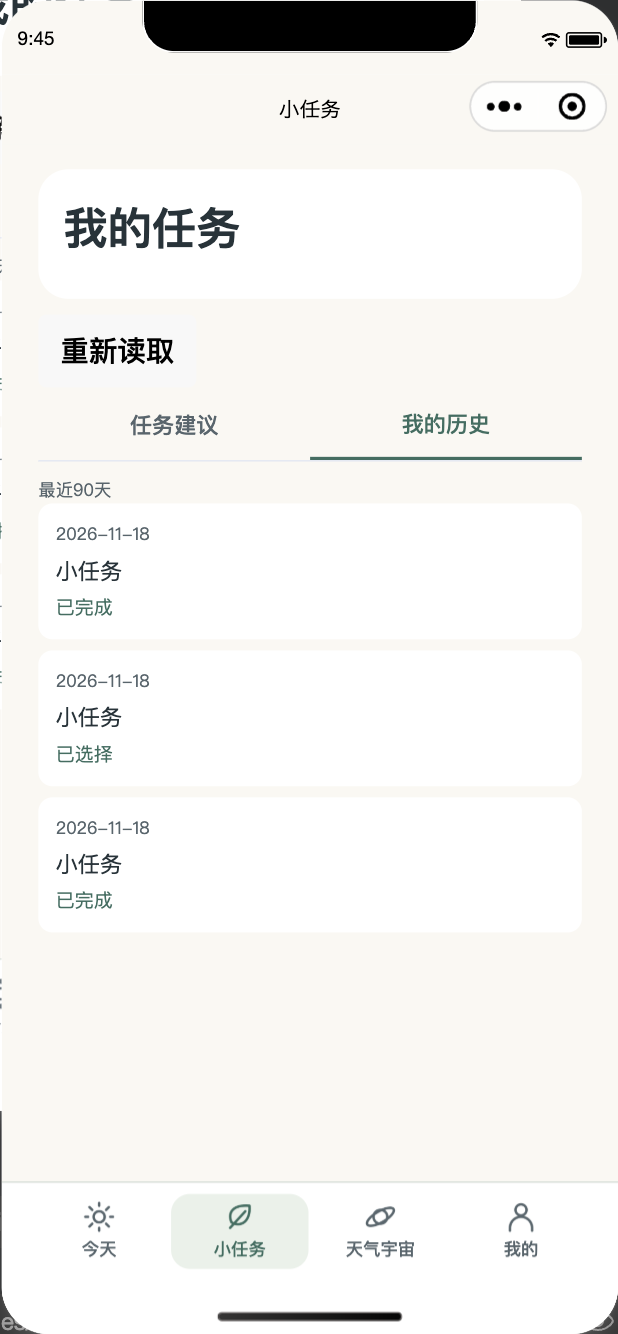 9:45
小任务
我的任务
重新读取
任务建议
我的历史
最近90天
2026-11-18
小任务
已完成
2026-11-18
小任务
已选择
2026-11-18
小任务
已完成
今天
小任务
天气宇宙
我的